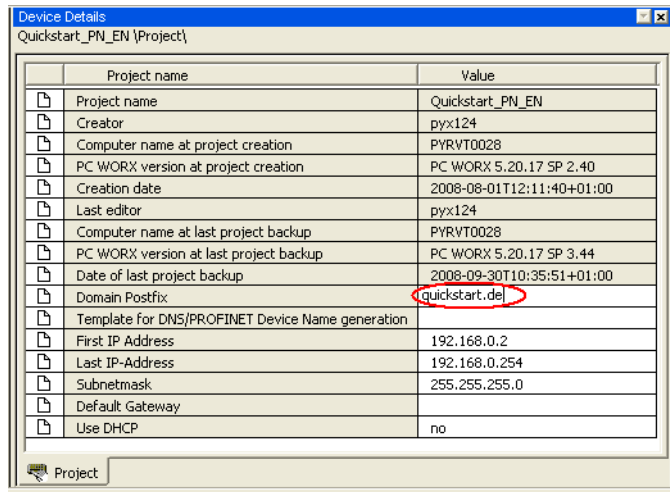 Device Details
Quickstart_PN_EN \Project\
Project name Value
Project name Quickstart_PN_EN
Creator pyx124
Computer name at project creation PYRVT0028
PC WORX version at project creation PC WORX 5.20.17 SP 2.40
Creation date 2008-08-01T12:11:40+01:00
Last editor pyx124
Computer name at last project backup PYRVT0028
PC WORX version at last project backup PC WORX 5.20.17 SP 3.44
Date of last project backup 2008-09-30T10:35:51+01:00
Domain Postfix quickstart.de
Template for DNS/PROFINET Device Name generation
First IP Address 192.168.0.2
Last IP-Address 192.168.0.254
Subnetmask 255.255.255.0
Default Gateway
Use DHCP no
Project